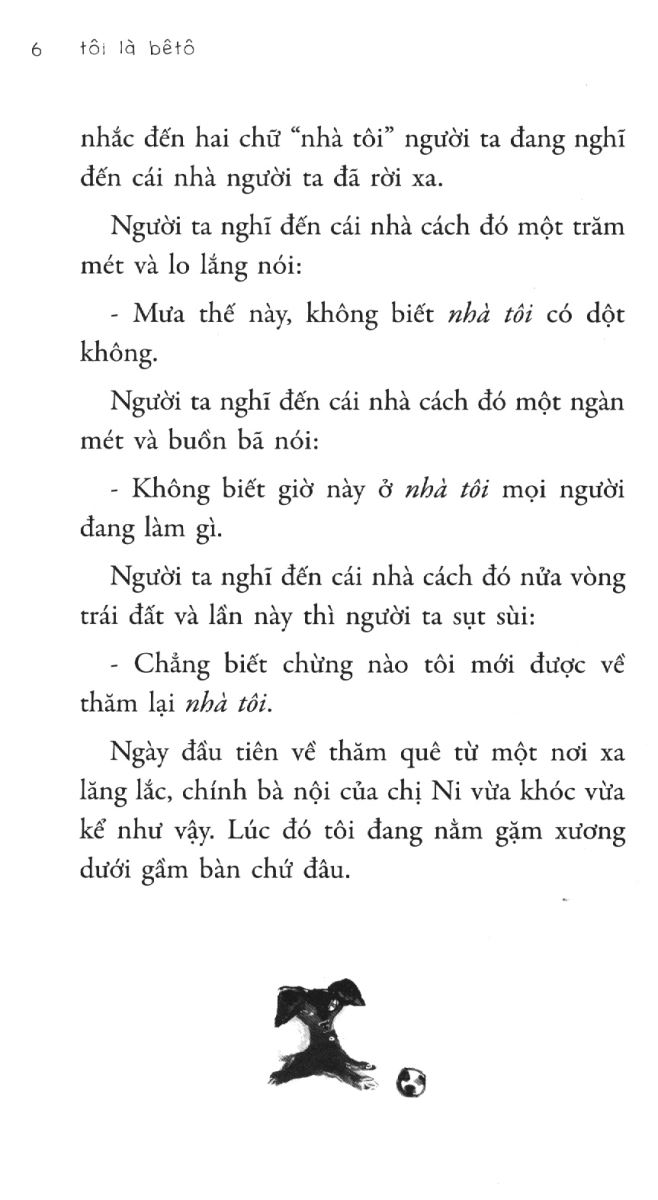 6 tôi là bêtô
nhắc đến hai chữ “nhà tôi” người ta đang nghĩ
đến cái nhà người ta đã rời xa.
Người ta nghĩ đến cái nhà cách đó một trăm
mét và lo lắng nói:
- Mưa thế này, không biết nhà tôi có dột
không.
Người ta nghĩ đến cái nhà cách đó một ngàn
mét và buồn bã nói:
- Không biết giờ này ở nhà tôi mọi người
đang làm gì.
Người ta nghĩ đến cái nhà cách đó nửa vòng
trái đất và lần này thì người ta sụt sùi:
- Chẳng biết chừng nào tôi mới được về
thăm lại nhà tôi.
Ngày đầu tiên về thăm quê từ một nơi xa
lăng lắc, chính bà nội của chị Ni vừa khóc vừa
kể như vậy. Lúc đó tôi đang nằm gặm xương
dưới gầm bàn chứ đâu.